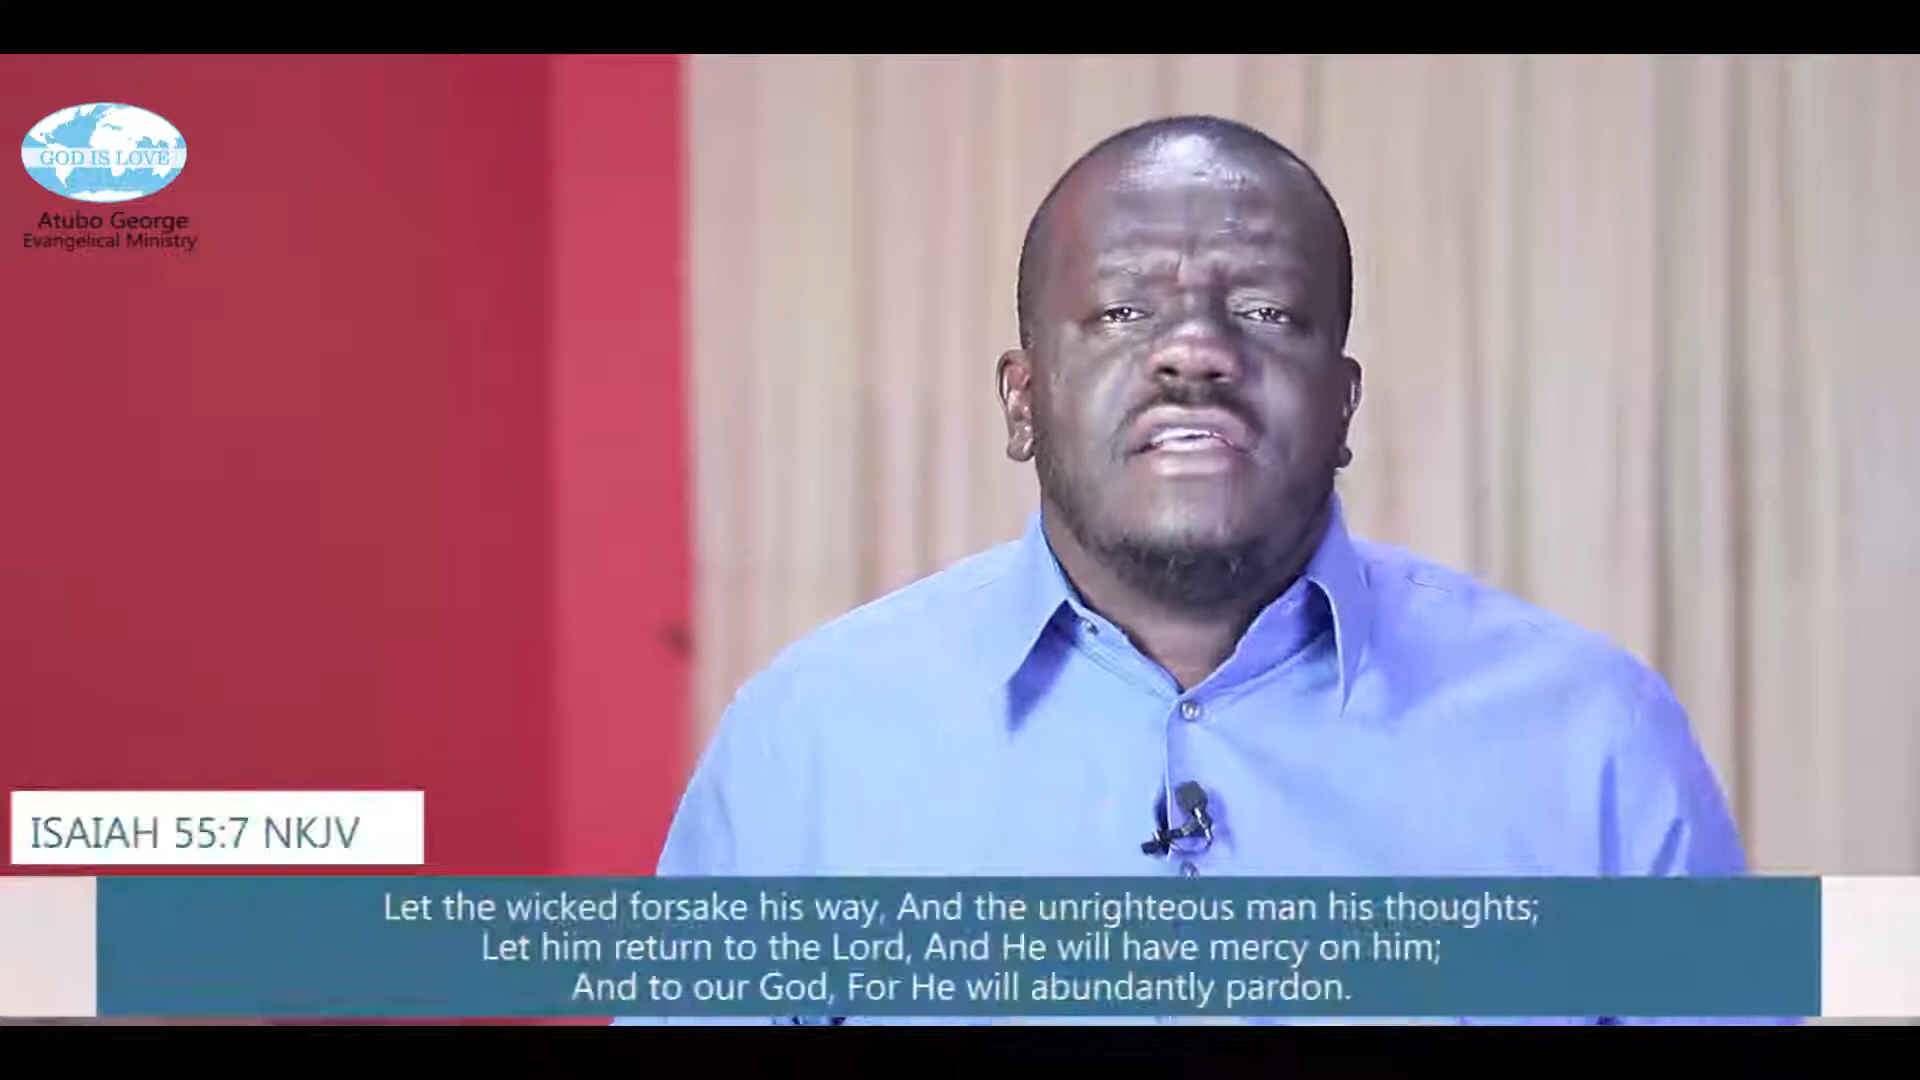 GOD IS LOVE
Atubo George
Evangelical Ministry
ISAIAH 55:7 NKJV
Let the wicked forsake his way, And the unrighteous man his thoughts;
Let him return to the Lord, And He will have mercy on him;
And to our God, For He will abundantly pardon.